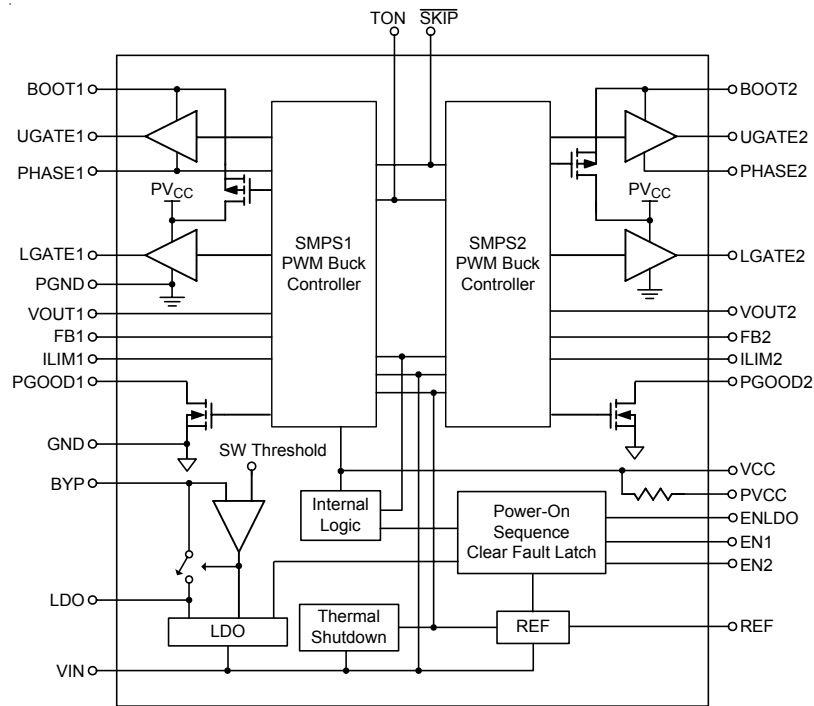 TON
SKIP
BOOT1
UGATE1
PHASE1
PVCC
LGATE1
PGND
VOUT1
FB1
ILIM1
PGOOD1
GND
BYP
LDO
VIN
SMPS1
PWM Buck
Controller
SMPS2
PWM Buck
Controller
SW Threshold
Internal
Logic
Power-On
Sequence
Clear Fault Latch
LDO
Thermal
Shutdown
REF
BOOT2
UGATE2
PHASE2
PVCC
LGATE2
VOUT2
FB2
ILIM2
PGOOD2
VCC
PVCC
ENLDO
EN1
EN2
REF